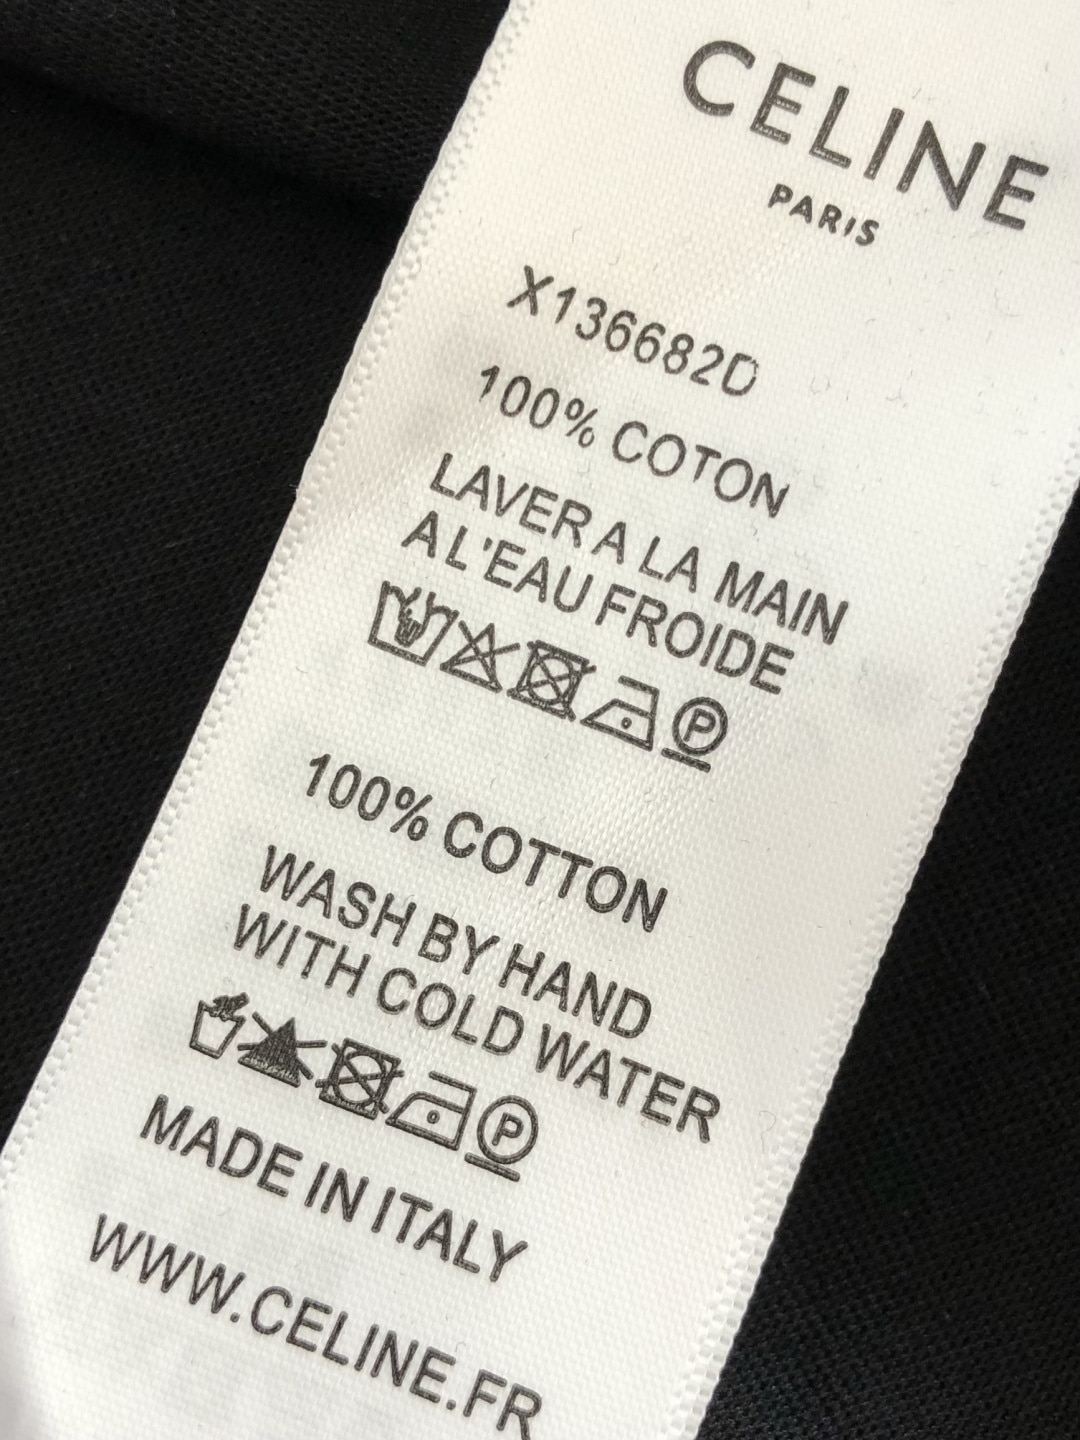 CELINE
PARIS
X136682D
100% COTON
LAVER A LA MAIN
A L'EAU FROIDE
P
100% COTTON
WASH BY HAND
WITH COLD WATER
P
MADE IN ITALY
WWW.CELINE.FR